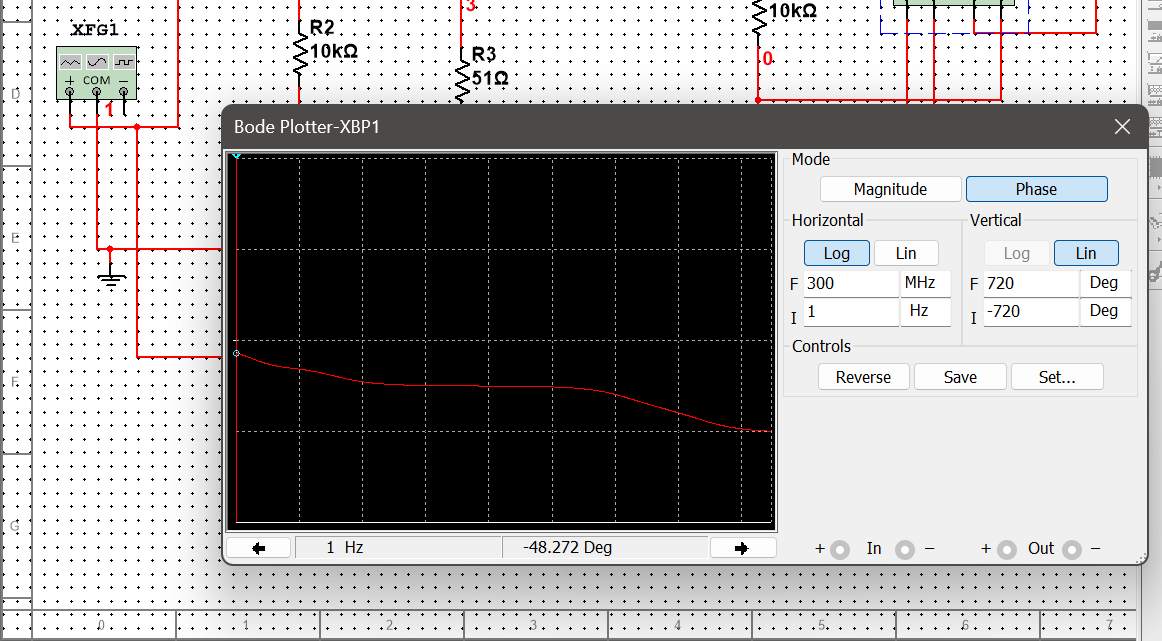 XFG1
COM
1
R2
10kΩ
3
R3
51Ω
10kΩ
0
D
E
F
G
Bode Plotter-XBP1
Mode
Magnitude Phase
Horizontal Vertical
Log Lin Log Lin
F 300 MHz F 720 Deg
I 1 Hz I -720 Deg
Controls
Reverse Save Set...
1 Hz -48.272 Deg
+ In − + Out −
0 1 2 3 4 5 6 7